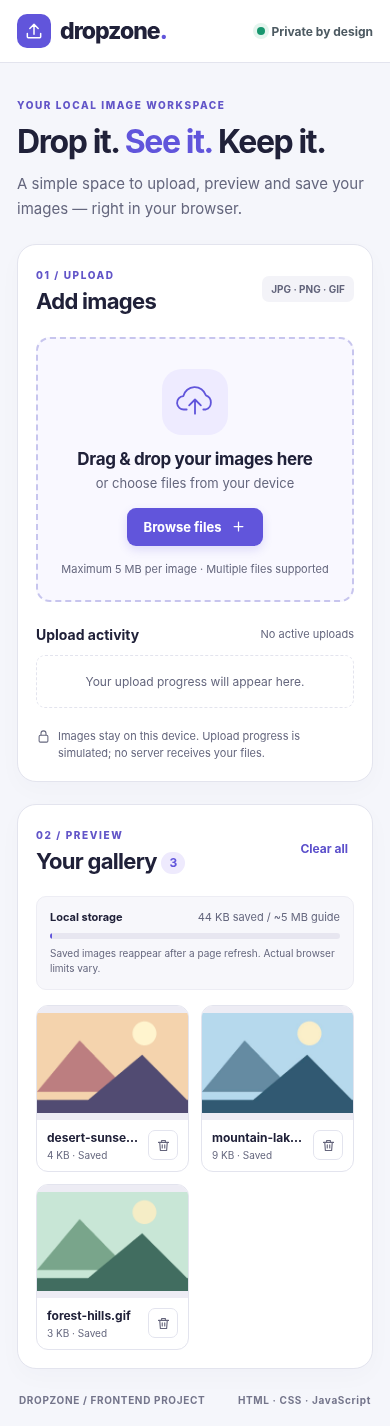 dropzone.
Private by design
YOUR LOCAL IMAGE WORKSPACE
Drop it. See it. Keep it.
A simple space to upload, preview and save your
images — right in your browser.
01 / UPLOAD
Add images
JPG · PNG · GIF
Drag & drop your images here
or choose files from your device
Browse files +
Maximum 5 MB per image · Multiple files supported
Upload activity
No active uploads
Your upload progress will appear here.
Images stay on this device. Upload progress is
simulated; no server receives your files.
02 / PREVIEW
Your gallery 3
Clear all
Local storage
44 KB saved / ~5 MB guide
Saved images reappear after a page refresh. Actual browser
limits vary.
desert-sunse...
4 KB · Saved
mountain-lak...
9 KB · Saved
forest-hills.gif
3 KB · Saved
DROPZONE / FRONTEND PROJECT
HTML · CSS · JavaScript